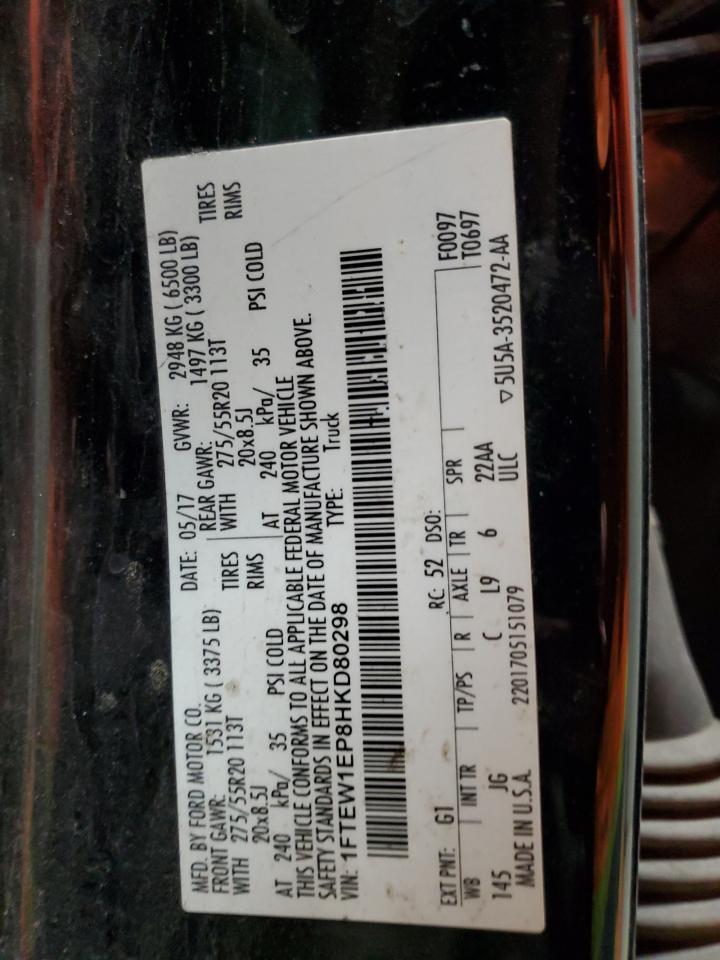 MFD. BY FORD MOTOR CO. DATE: 05/17 GVWR: 2948 KG ( 6500 LB)
FRONT GAWR: 1531 KG ( 3375 LB) REAR GAWR: 1497 KG ( 3300 LB)
WITH 275/55R20 113T TIRES WITH 275/55R20 113T TIRES
20x8.5J RIMS 20x8.5J RIMS
AT 240 kPa/ 35 PSI COLD AT 240 kPa/ 35 PSI COLD
THIS VEHICLE CONFORMS TO ALL APPLICABLE FEDERAL MOTOR VEHICLE
SAFETY STANDARDS IN EFFECT ON THE DATE OF MANUFACTURE SHOWN ABOVE.
VIN: 1FTEW1EP8HKD80298 TYPE: Truck
EXT PNT: G1 RC: 52 DSO: F0097
WB INT TR TP/PS R AXLE TR SPR T0697
145 JG C L9 6 22AA
MADE IN U.S.A. 2201705151079 ULC ▽5U5A-3520472-AA